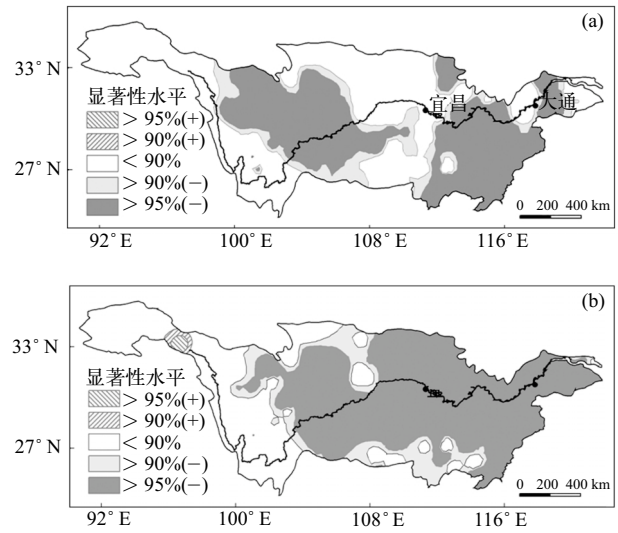 (a)
33° N
27° N
显著性水平
> 95%(+)
> 90%(+)
< 90%
> 90%(−)
> 95%(−)
宜昌
大通
0 200 400 km
92° E 100° E 108° E 116° E
(b)
33° N
27° N
显著性水平
> 95%(+)
> 90%(+)
< 90%
> 90%(−)
> 95%(−)
0 200 400 km
92° E 100° E 108° E 116° E